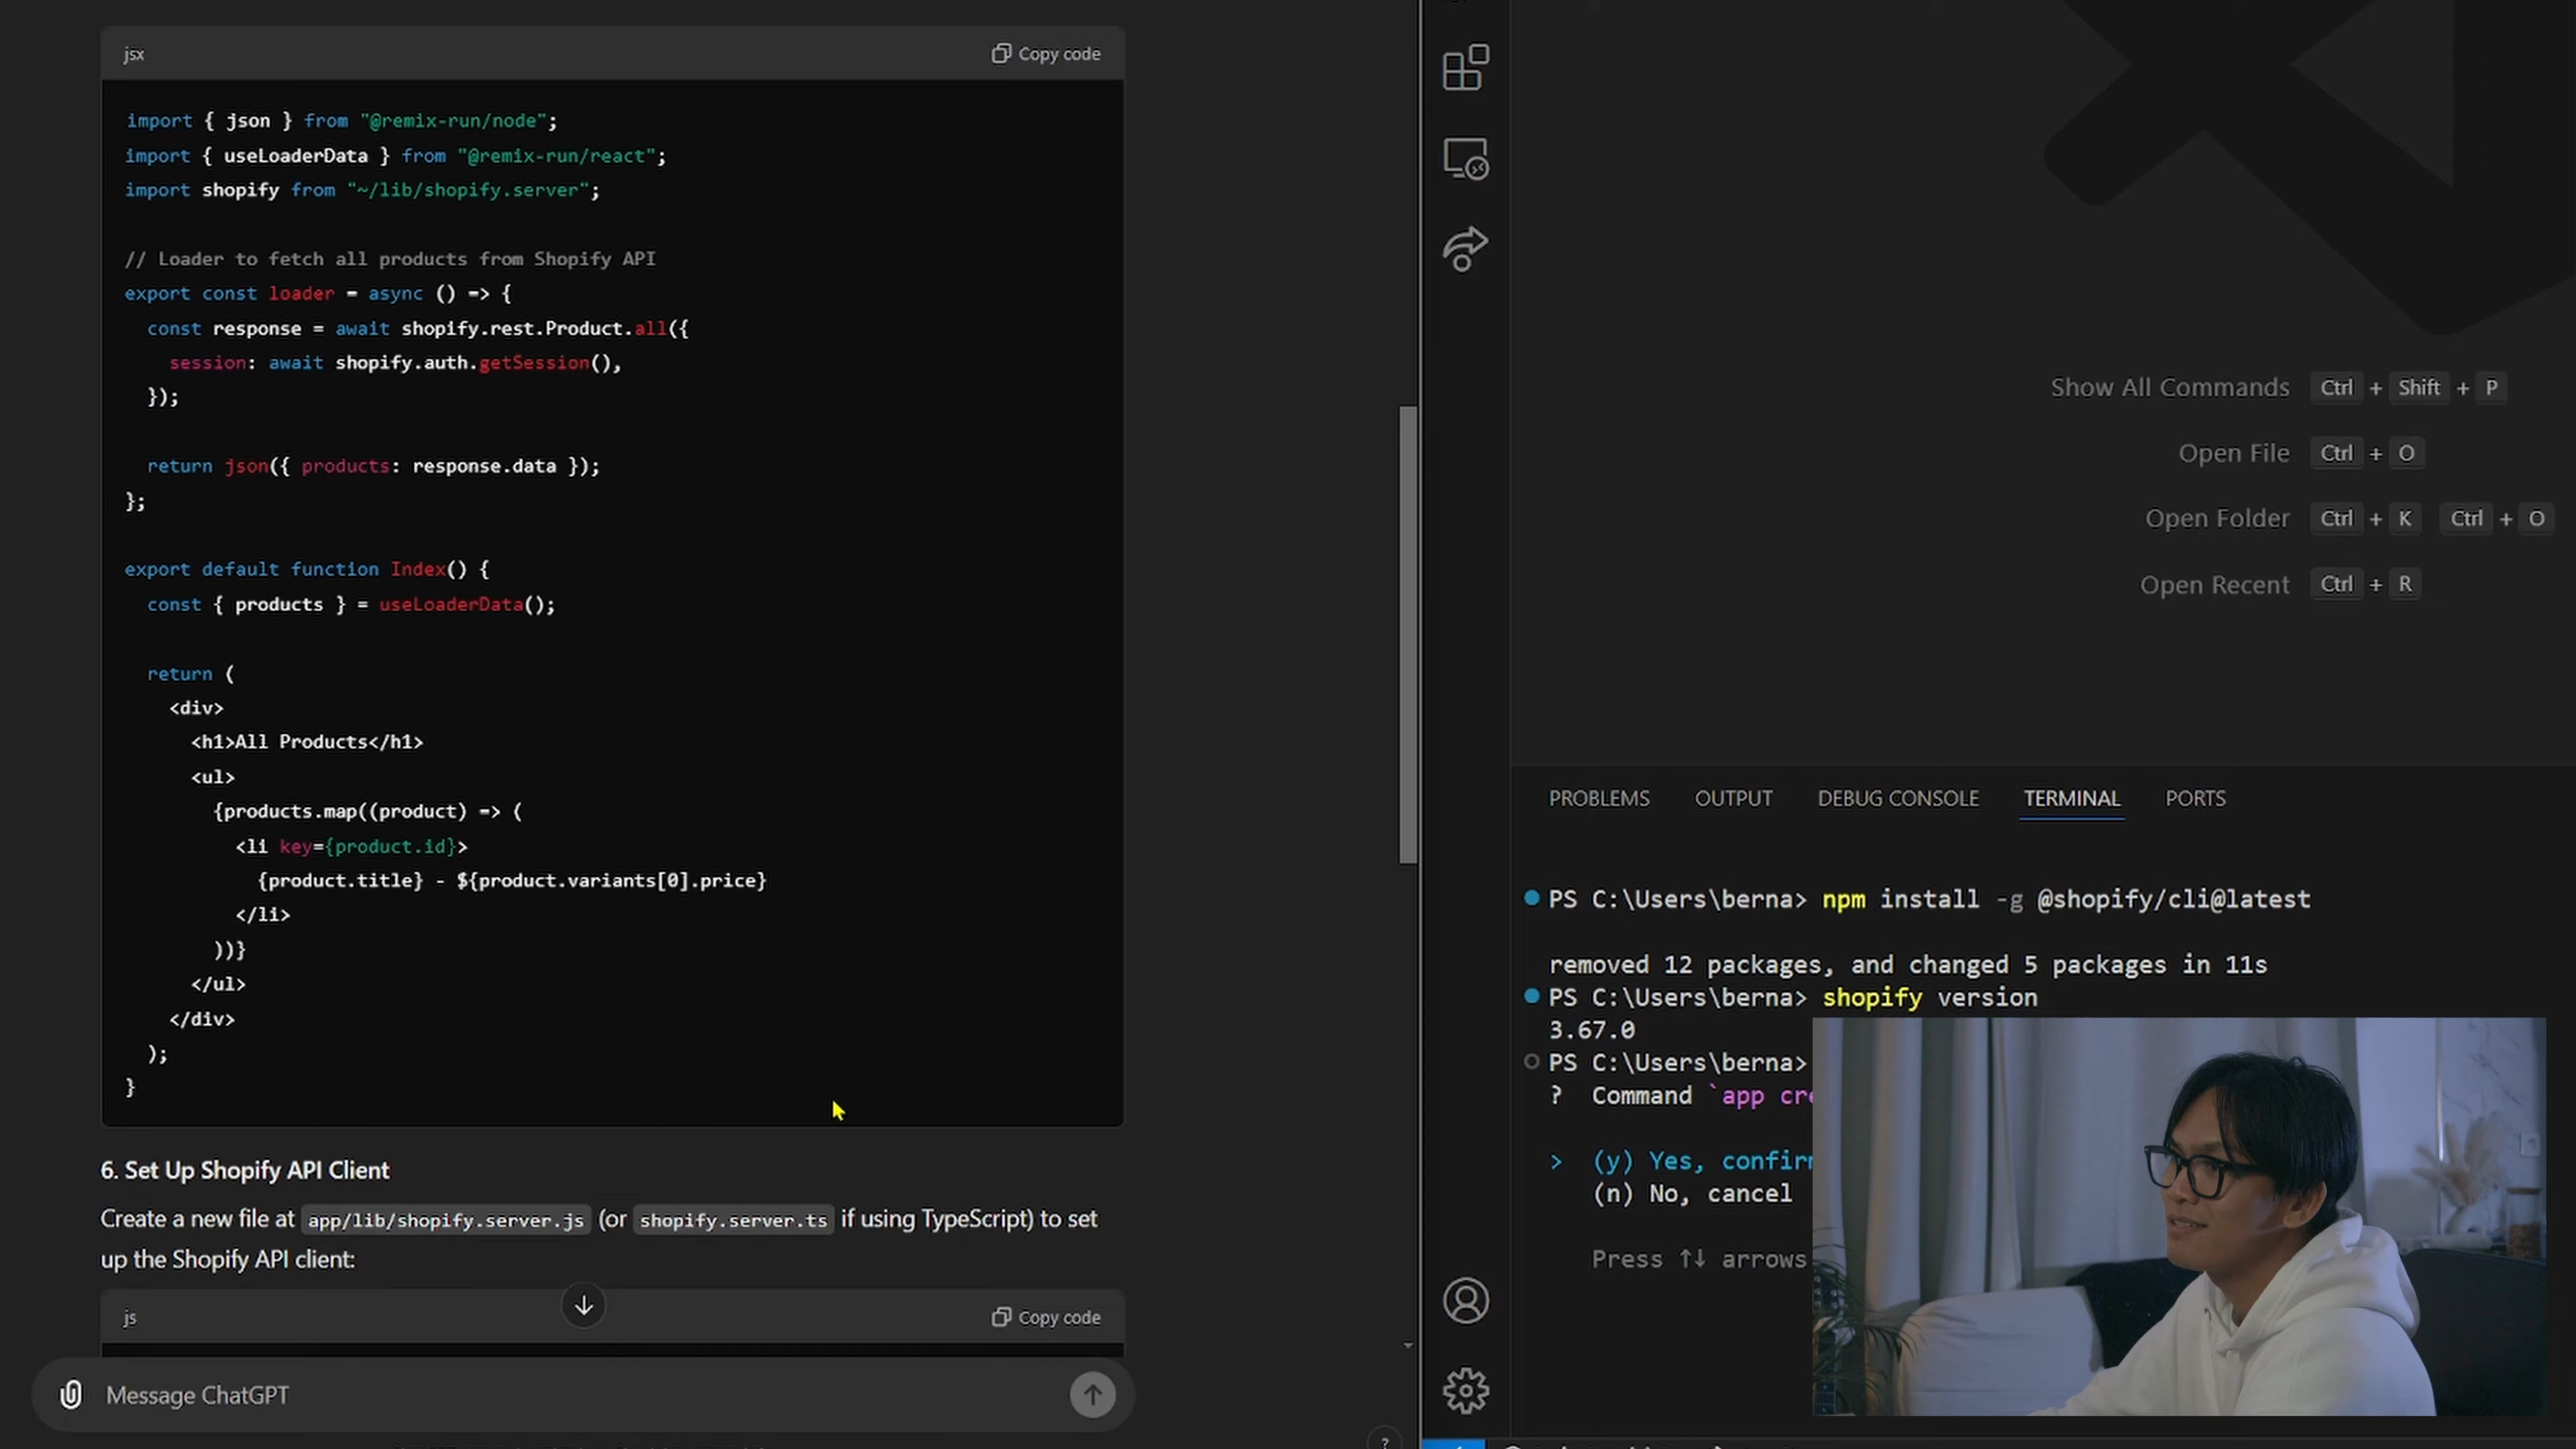 jsx
Copy code
import { json } from "@remix-run/node";
import { useLoaderData } from "@remix-run/react";
import shopify from "~/lib/shopify.server";
// Loader to fetch all products from Shopify API
export const loader = async () => {
const response = await shopify.rest.Product.all({
session: await shopify.auth.getSession(),
});
return json({ products: response.data });
};
export default function Index() {
const { products } = useLoaderData();
return (
<div>
<h1>All Products</h1>
<ul>
{products.map((product) => (
<li key={product.id}>
{product.title} - ${product.variants[0].price}
</li>
))}
</ul>
</div>
);
}
6. Set Up Shopify API Client
Create a new file at app/lib/shopify.server.js (or shopify.server.ts if using TypeScript) to set
up the Shopify API client:
js
Copy code
Message ChatGPT
?
Show All Commands Ctrl + Shift + P
Open File Ctrl + O
Open Folder Ctrl + K Ctrl + O
Open Recent Ctrl + R
PROBLEMS OUTPUT DEBUG CONSOLE TERMINAL PORTS
PS C:\Users\berna> npm install -g @shopify/cli@latest
removed 12 packages, and changed 5 packages in 11s
PS C:\Users\berna> shopify version
3.67.0
PS C:\Users\berna>
? Command `app cre
> (y) Yes, confirm
(n) No, cancel
Press ↑↓ arrows